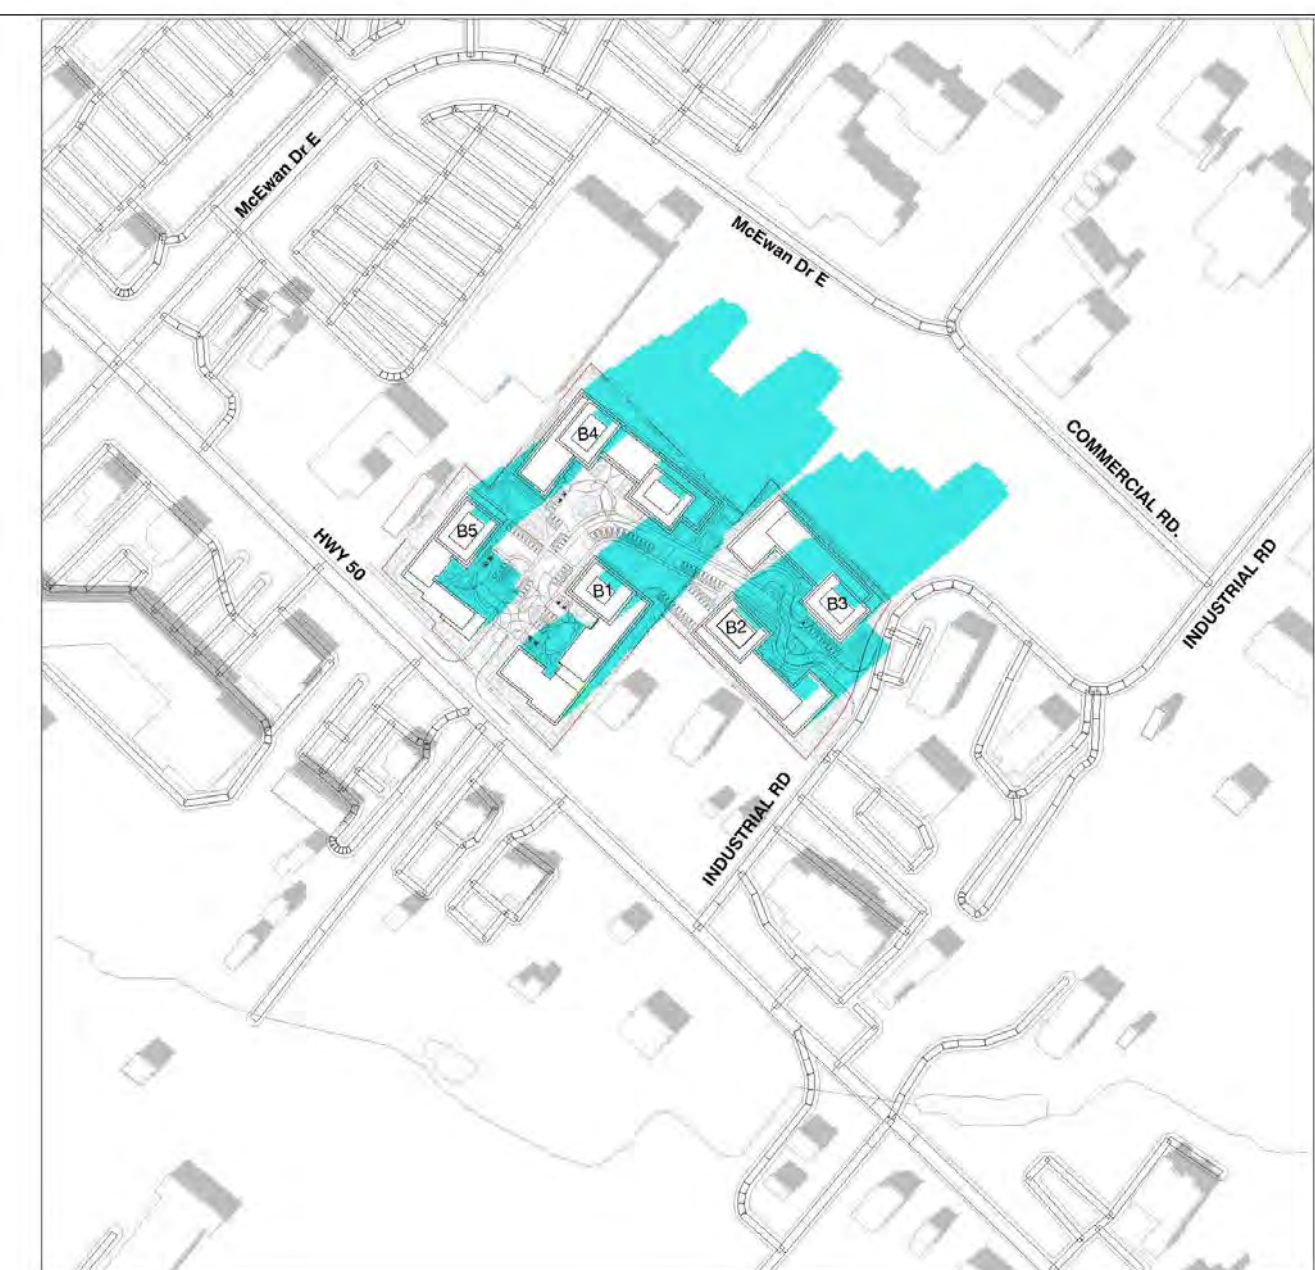 McEwan Dr E
McEwan Dr E
COMMERCIAL RD.
B4
B5
HWY 50
B1
B3
B2
INDUSTRIAL RD
INDUSTRIAL RD